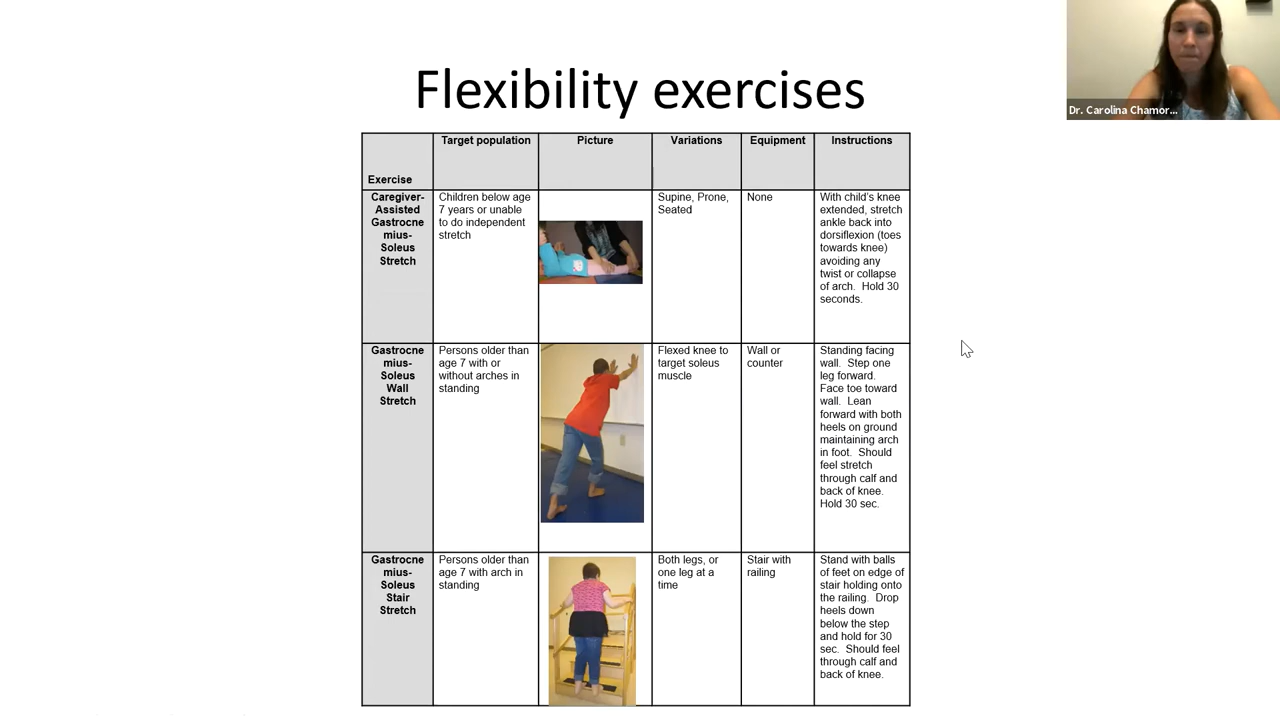 Flexibility exercises
Dr. Carolina Chamor...
Exercise
Target population
Picture
Variations
Equipment
Instructions
Caregiver-
Assisted
Gastrocne
mius-
Soleus
Stretch
Children below age
7 years or unable
to do independent
stretch
Supine, Prone,
Seated
None
With child's knee
extended, stretch
ankle back into
dorsiflexion (toes
towards knee)
avoiding any
twist or collapse
of arch.  Hold 30
seconds.
Gastrocne
mius-
Soleus
Wall
Stretch
Persons older than
age 7 with or
without arches in
standing
Flexed knee to
target soleus
muscle
Wall or
counter
Standing facing
wall.  Step one
leg forward.
Face toe toward
wall.  Lean
forward with both
heels on ground
maintaining arch
in foot.  Should
feel stretch
through calf and
back of knee.
Hold 30 sec.
Gastrocne
mius-
Soleus
Stair
Stretch
Persons older than
age 7 with arch in
standing
Both legs, or
one leg at a
time
Stair with
railing
Stand with balls
of feet on edge of
stair holding onto
the railing.  Drop
heels down
below the step
and hold for 30
sec.  Should feel
through calf and
back of knee.